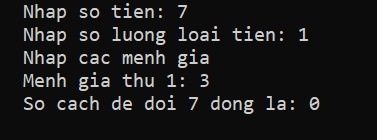 Nhap so tien: 7
Nhap so luong loai tien: 1
Nhap cac menh gia
Menh gia thu 1: 3
So cach de doi 7 dong la: 0